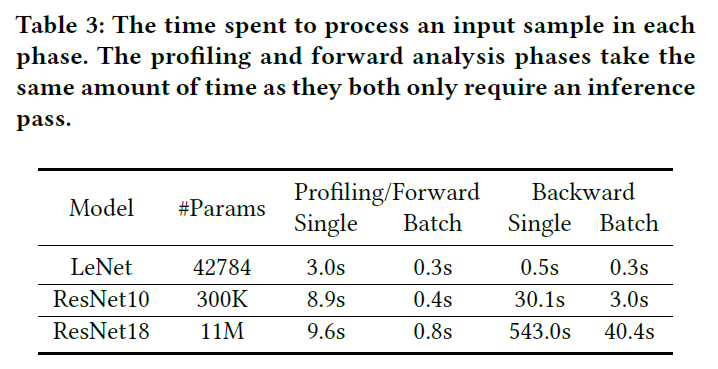 Table 3: The time spent to process an input sample in each
phase. The profiling and forward analysis phases take the
same amount of time as they both only require an inference
pass.
Model #Params Profiling/Forward Backward
Single Batch Single Batch
LeNet 42784 3.0s 0.3s 0.5s 0.3s
ResNet10 300K 8.9s 0.4s 30.1s 3.0s
ResNet18 11M 9.6s 0.8s 543.0s 40.4s